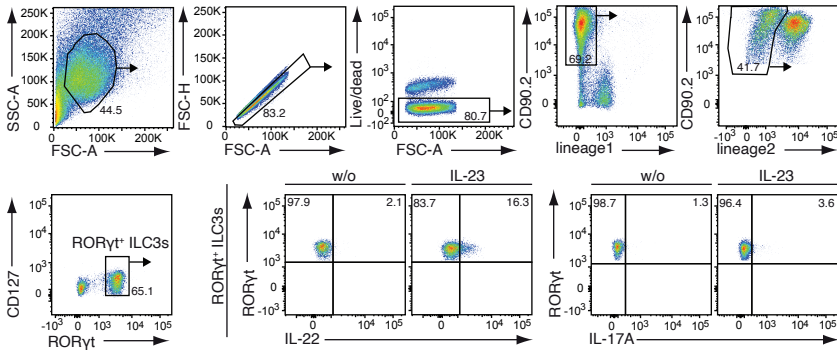 SSC-A
250K
200K
150K
100K
50K
0
44.5
0 100K 200K
FSC-A
FSC-H
250K
200K
150K
100K
50K
0
83.2
0 100K 200K
FSC-A
Live/dead
10⁵
10⁴
10³
10²
0
-10²
80.7
0 100K 200K
FSC-A
CD90.2
10⁵
10⁴
10³
0
69.2
0 10³ 10⁴ 10⁵
lineage1
CD90.2
10⁵
10⁴
10³
0
41.7
-10³ 0 10³ 10⁴ 10⁵
lineage2
CD127
10⁵
10⁴
10³
0
RORγt⁺ ILC3s
65.1
-10³ 0 10³ 10⁴ 10⁵
RORγt
RORγt⁺ ILC3s
w/o IL-23
RORγt
10⁵
10⁴
10³
0
-10³
97.9 2.1
83.7 16.3
0 10⁴ 10⁵
0 10⁴ 10⁵
IL-22
w/o IL-23
RORγt
10⁵
10⁴
10³
0
-10³
98.7 1.3
96.4 3.6
0 10⁴ 10⁵
0 10⁴ 10⁵
IL-17A